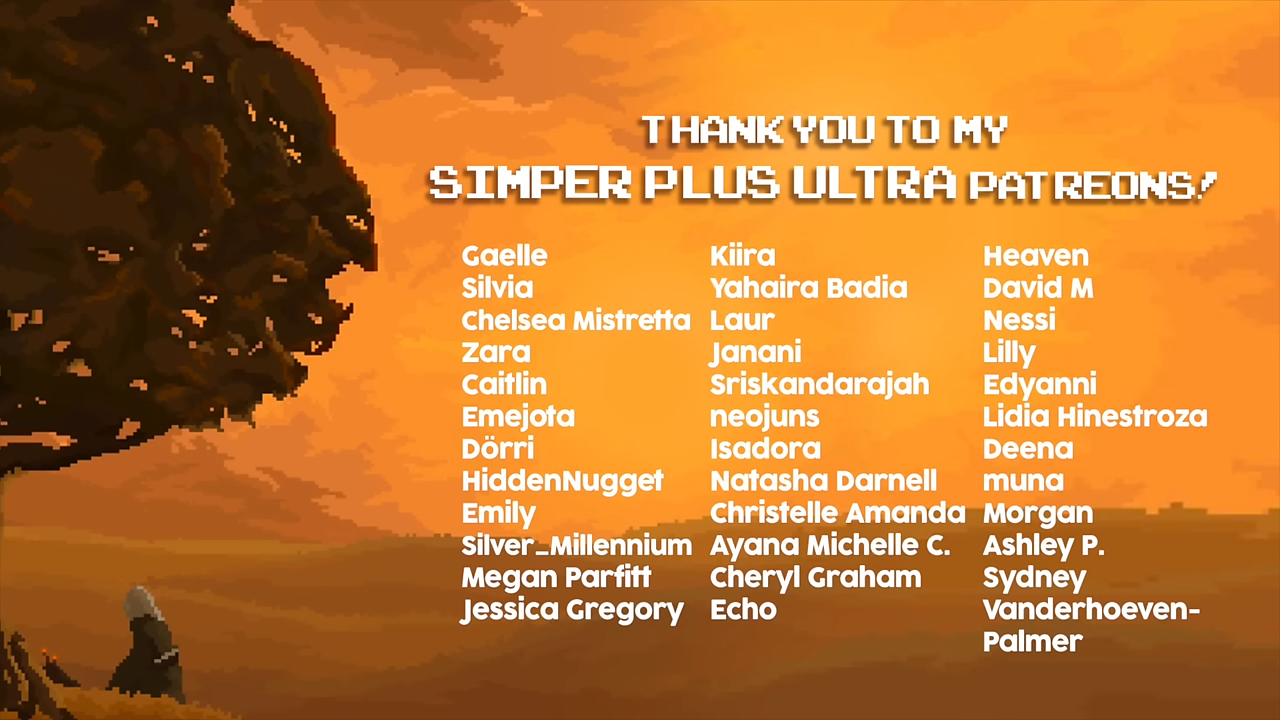 THANK YOU TO MY
SIMPER PLUS ULTRA PATREONS!
Gaelle
Silvia
Chelsea Mistretta
Zara
Caitlin
Emejota
Dörri
HiddenNugget
Emily
Silver_Millennium
Megan Parfitt
Jessica Gregory
Kiira
Yahaira Badia
Laur
Janani
Sriskandarajah
neojuns
Isadora
Natasha Darnell
Christelle Amanda
Ayana Michelle C.
Cheryl Graham
Echo
Heaven
David M
Nessi
Lilly
Edyanni
Lidia Hinestroza
Deena
muna
Morgan
Ashley P.
Sydney
Vanderhoeven-
Palmer